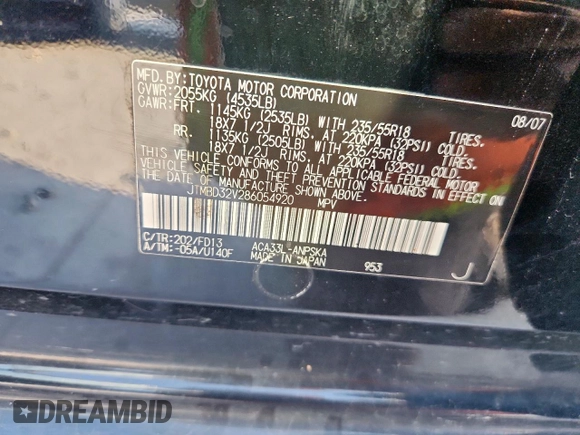 MFD. BY: TOYOTA MOTOR CORPORATION 08/07
GVWR: 2055KG (4535LB)
GAWR: FRT. 1145KG (2535LB) WITH 235/55R18 TIRES.
18X7 1/2J RIMS. AT 220KPA (32PSI) COLD.
RR. 1135KG (2505LB) WITH 235/55R18 TIRES.
18X7 1/2J RIMS. AT 220KPA (32PSI) COLD.
THIS VEHICLE CONFORMS TO ALL APPLICABLE FEDERAL MOTOR
VEHICLE SAFETY AND THEFT PREVENTION STANDARDS IN EFFECT ON
THE DATE OF MANUFACTURE SHOWN ABOVE.
JTMBD32V286054920 MPV
C/TR: 202/FD13 ACA33L-ANPSKA
A/TM: -05A/U140F MADE IN JAPAN 953 J
DREAMBID